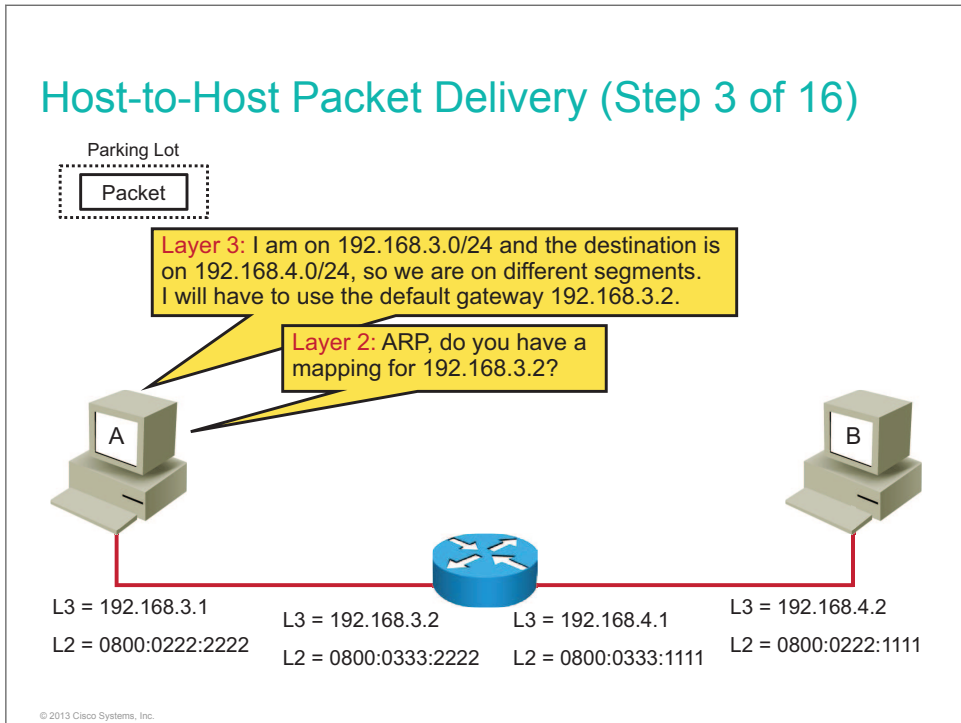 Host-to-Host Packet Delivery (Step 3 of 16)
Parking Lot
Packet
Layer 3: I am on 192.168.3.0/24 and the destination is
on 192.168.4.0/24, so we are on different segments.
I will have to use the default gateway 192.168.3.2.
Layer 2: ARP, do you have a
mapping for 192.168.3.2?
A
B
L3 = 192.168.3.1
L2 = 0800:0222:2222
L3 = 192.168.3.2
L2 = 0800:0333:2222
L3 = 192.168.4.1
L2 = 0800:0333:1111
L3 = 192.168.4.2
L2 = 0800:0222:1111
© 2013 Cisco Systems, Inc.